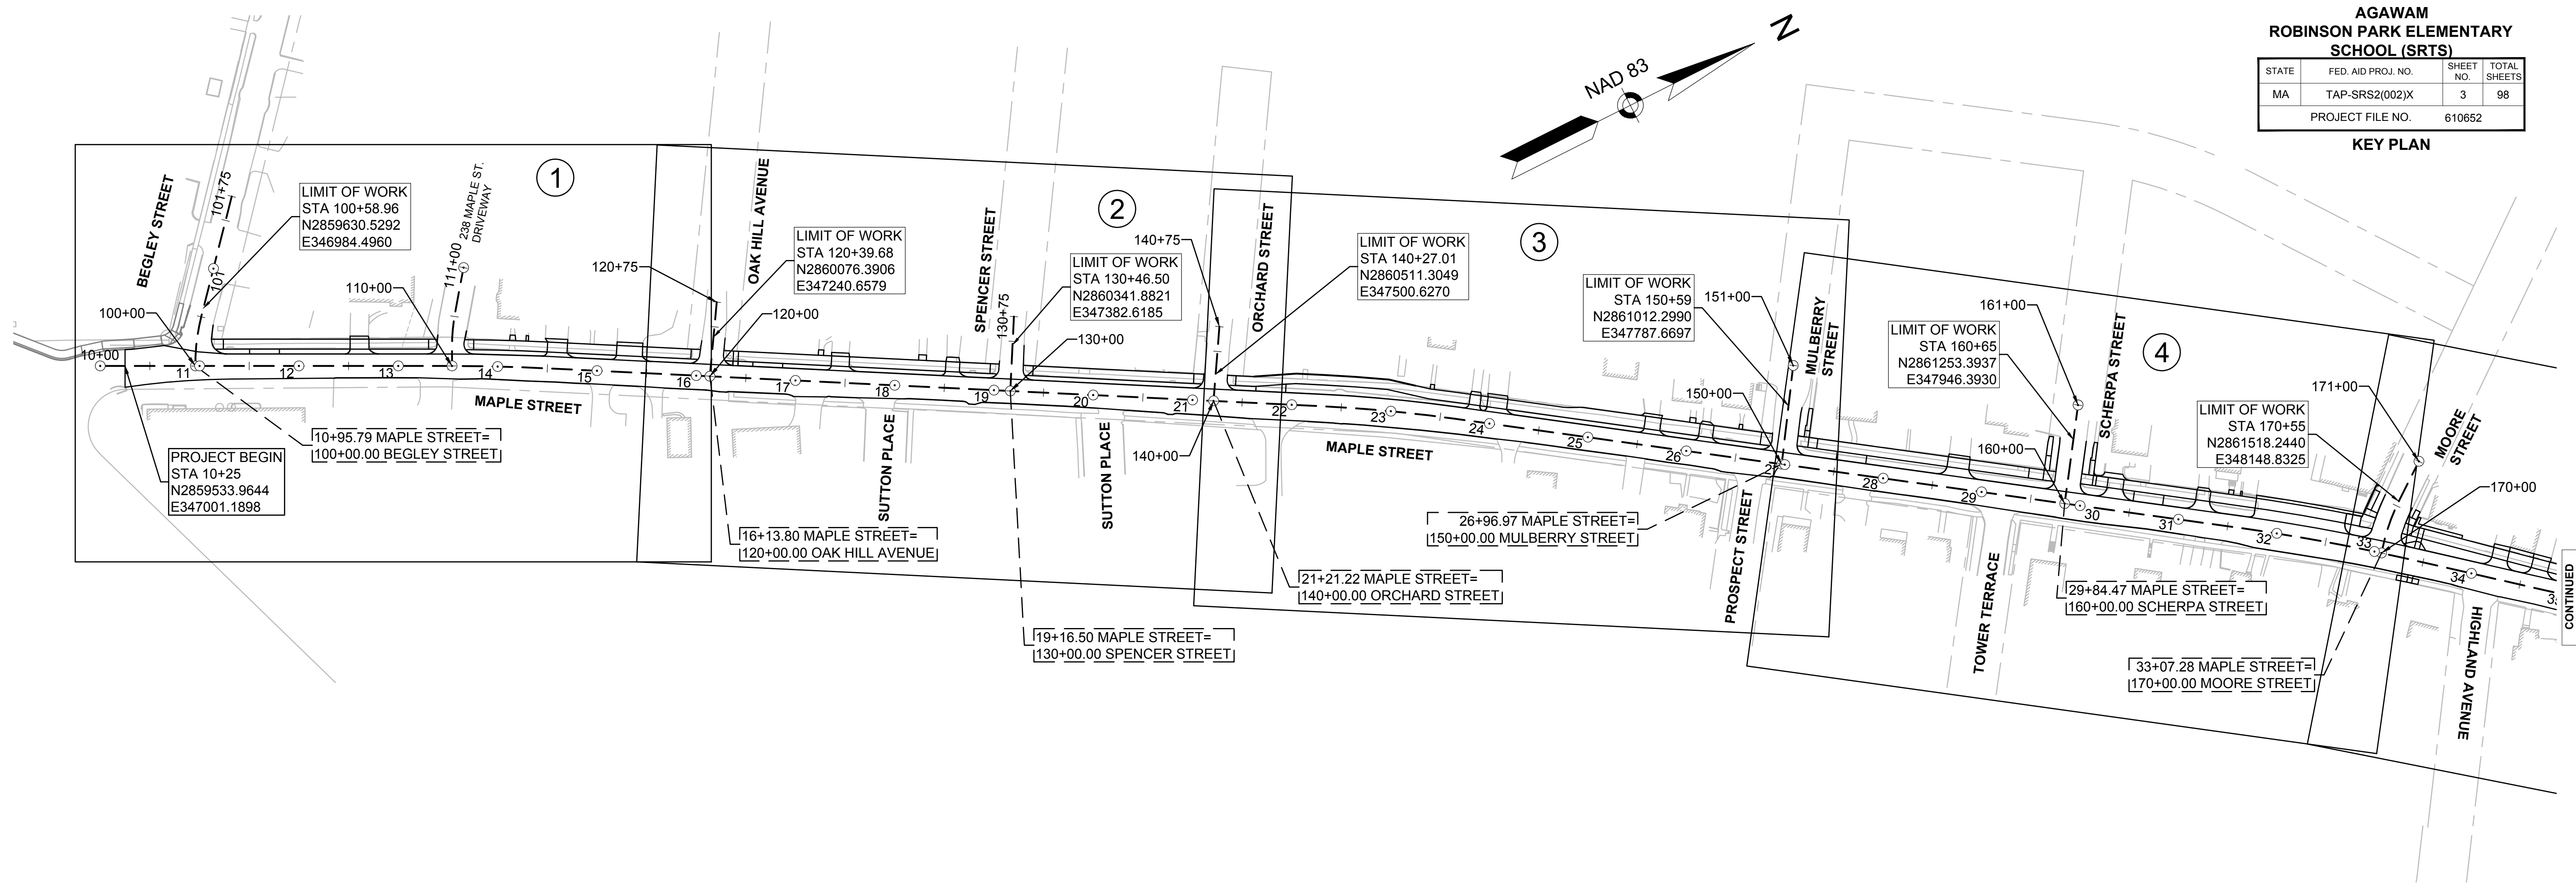 AGAWAM
ROBINSON PARK ELEMENTARY
SCHOOL (SRTS)
STATE FED. AID PROJ. NO. SHEET NO. TOTAL SHEETS
MA TAP-SRS2(002)X 3 98
PROJECT FILE NO. 610652
KEY PLAN
NAD 83
N
1
2
3
4
BEGLEY STREET
101+75
101
100+00
LIMIT OF WORK
STA 100+58.96
N2859630.5292
E346984.4960
238 MAPLE ST.
DRIVEWAY
111+00
110+00
OAK HILL AVENUE
120+75
LIMIT OF WORK
STA 120+39.68
N2860076.3906
E347240.6579
120+00
SPENCER STREET
130+75
LIMIT OF WORK
STA 130+46.50
N2860341.8821
E347382.6185
130+00
140+75
ORCHARD STREET
LIMIT OF WORK
STA 140+27.01
N2860511.3049
E347500.6270
140+00
LIMIT OF WORK
STA 150+59
N2861012.2990
E347787.6697
151+00
MULBERRY
STREET
150+00
LIMIT OF WORK
STA 160+65
N2861253.3937
E347946.3930
161+00
SCHERPA STREET
160+00
LIMIT OF WORK
STA 170+55
N2861518.2440
E348148.8325
171+00
MOORE
STREET
170+00
10+00
11
12
13
14
15
16
17
18
19
20
21
22
23
24
25
26
27
28
29
30
31
32
33
34
MAPLE STREET
MAPLE STREET
PROJECT BEGIN
STA 10+25
N2859533.9644
E347001.1898
10+95.79 MAPLE STREET=
100+00.00 BEGLEY STREET
16+13.80 MAPLE STREET=
120+00.00 OAK HILL AVENUE
SUTTON PLACE
19+16.50 MAPLE STREET=
130+00.00 SPENCER STREET
SUTTON PLACE
21+21.22 MAPLE STREET=
140+00.00 ORCHARD STREET
26+96.97 MAPLE STREET=
150+00.00 MULBERRY STREET
PROSPECT STREET
TOWER TERRACE
29+84.47 MAPLE STREET=
160+00.00 SCHERPA STREET
33+07.28 MAPLE STREET=
170+00.00 MOORE STREET
HIGHLAND AVENUE
CONTINUED